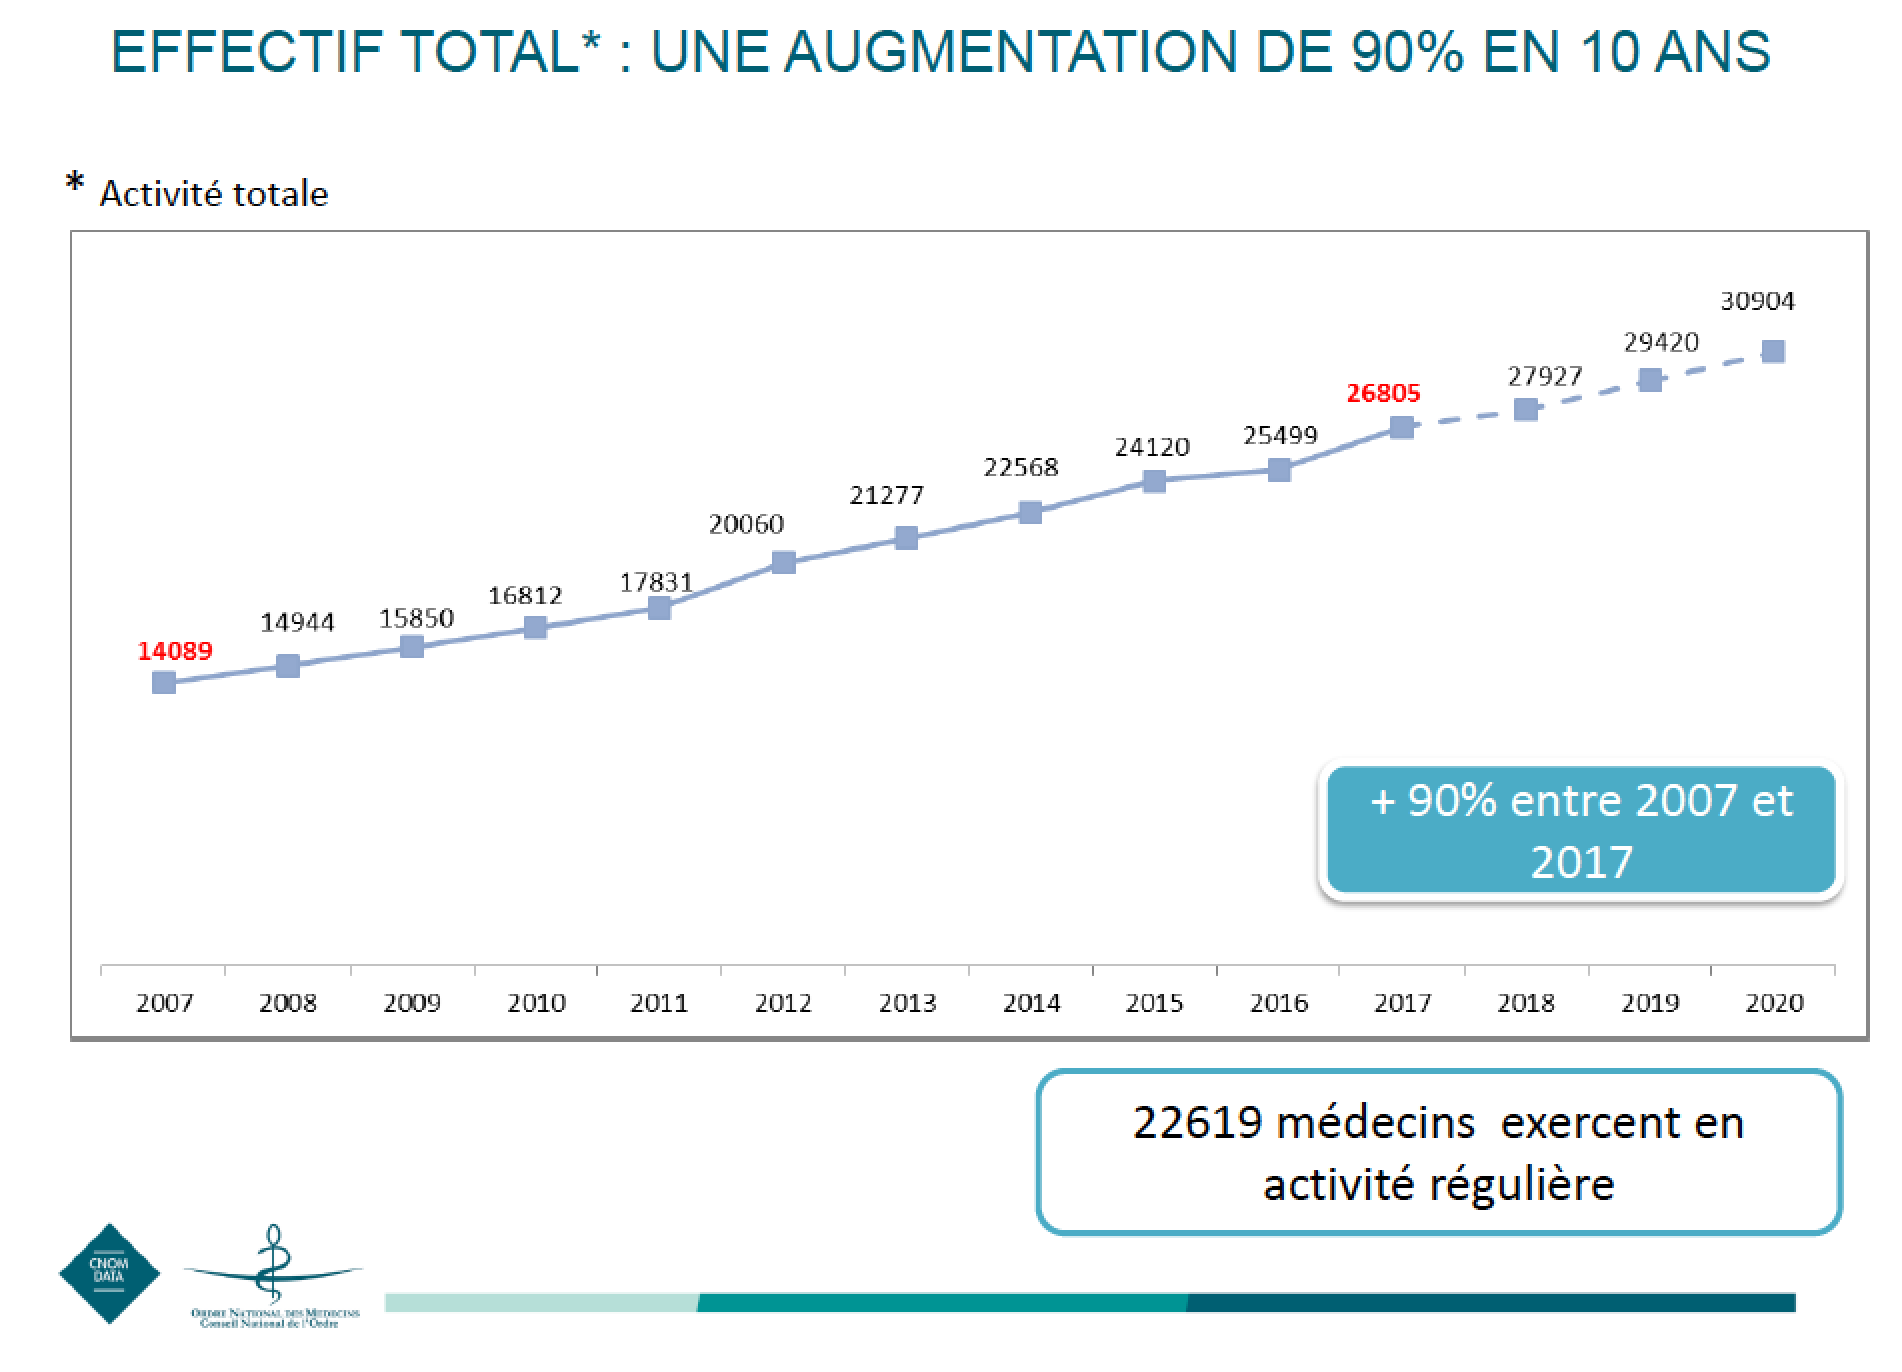 EFFECTIF TOTAL* : UNE AUGMENTATION DE 90% EN 10 ANS
* Activité totale
14089
14944
15850
16812
17831
20060
21277
22568
24120
25499
26805
27927
29420
30904
+ 90% entre 2007 et
2017
2007 2008 2009 2010 2011 2012 2013 2014 2015 2016 2017 2018 2019 2020
22619 médecins exercent en
activité régulière
CNOM
DATA
ORDRE NATIONAL DES MEDECINS
Conseil National de l'Ordre